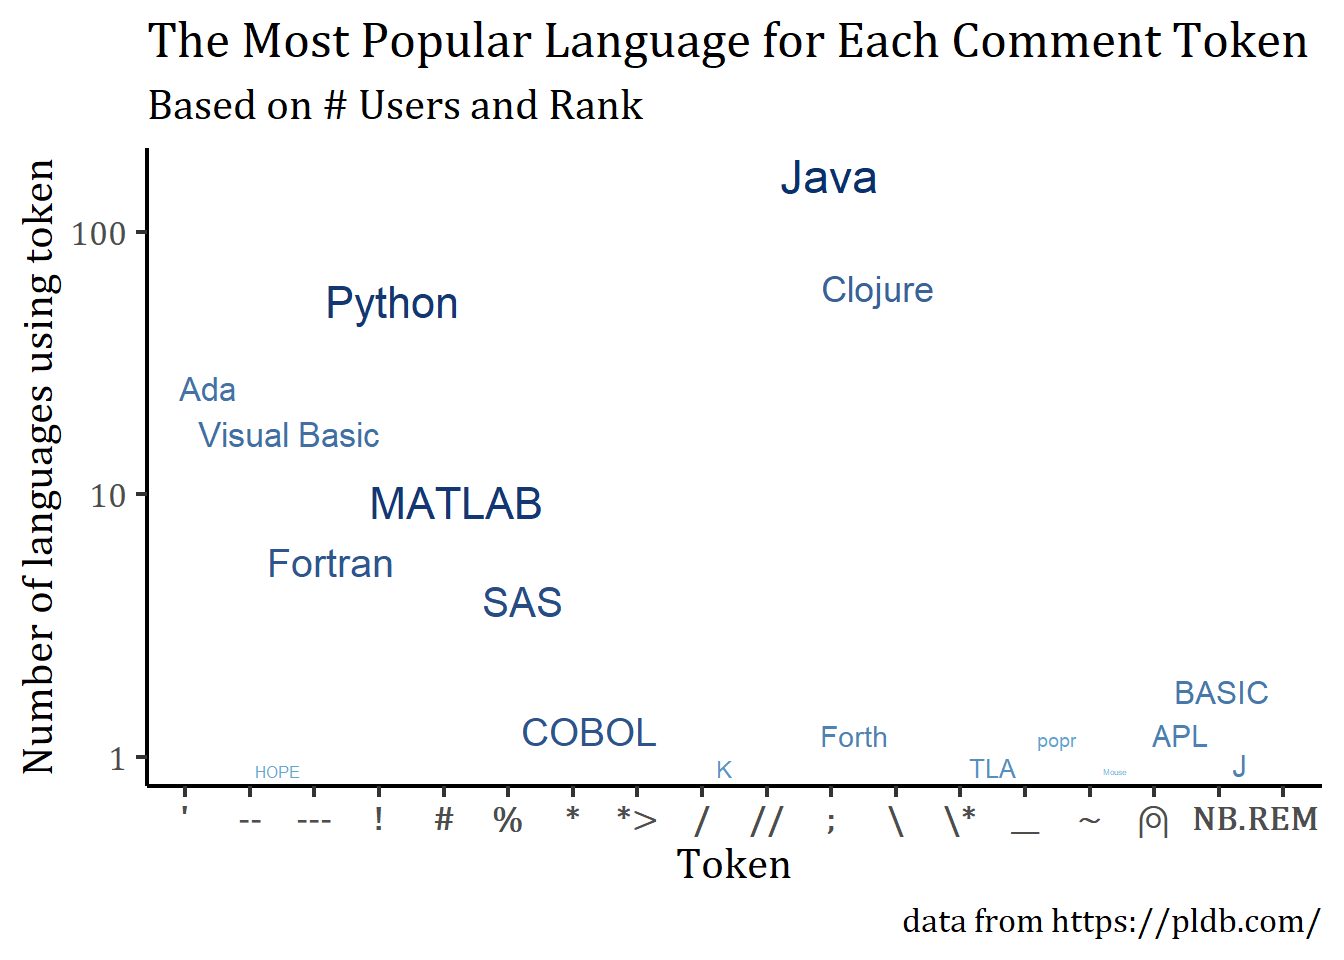 The Most Popular Language for Each Comment Token
Based on # Users and Rank
Number of languages using token
100
10
1
Java
Clojure
Python
Ada
Visual Basic
MATLAB
Fortran
SAS
BASIC
COBOL
Forth
popr
APL
HOPE
K
TLA
Mouse
J
' -- --- ! # % * *> / // ; \ \* __ ~ ⍝ NB. REM
Token
data from https://pldb.com/